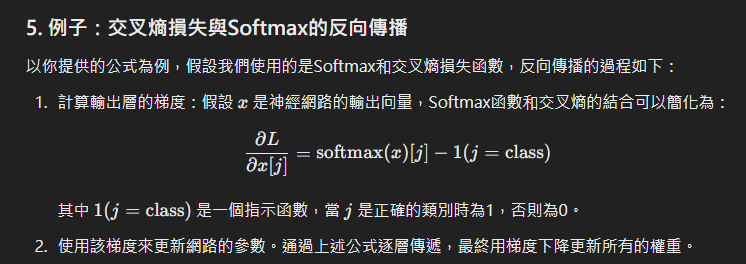 5. 例子：交叉熵損失與Softmax的反向傳播
以你提供的公式為例，假設我們使用的是Softmax和交叉熵損失函數，反向傳播的過程如下：
1. 計算輸出層的梯度：假設 x 是神經網路的輸出向量，Softmax函數和交叉熵的結合可以簡化為：
∂L/∂x[j] = softmax(x)[j] − 1(j = class)
其中 1(j = class) 是一個指示函數，當 j 是正確的類別時為1，否則為0。
2. 使用該梯度來更新網路的參數。通過上述公式逐層傳遞，最終用梯度下降更新所有的權重。